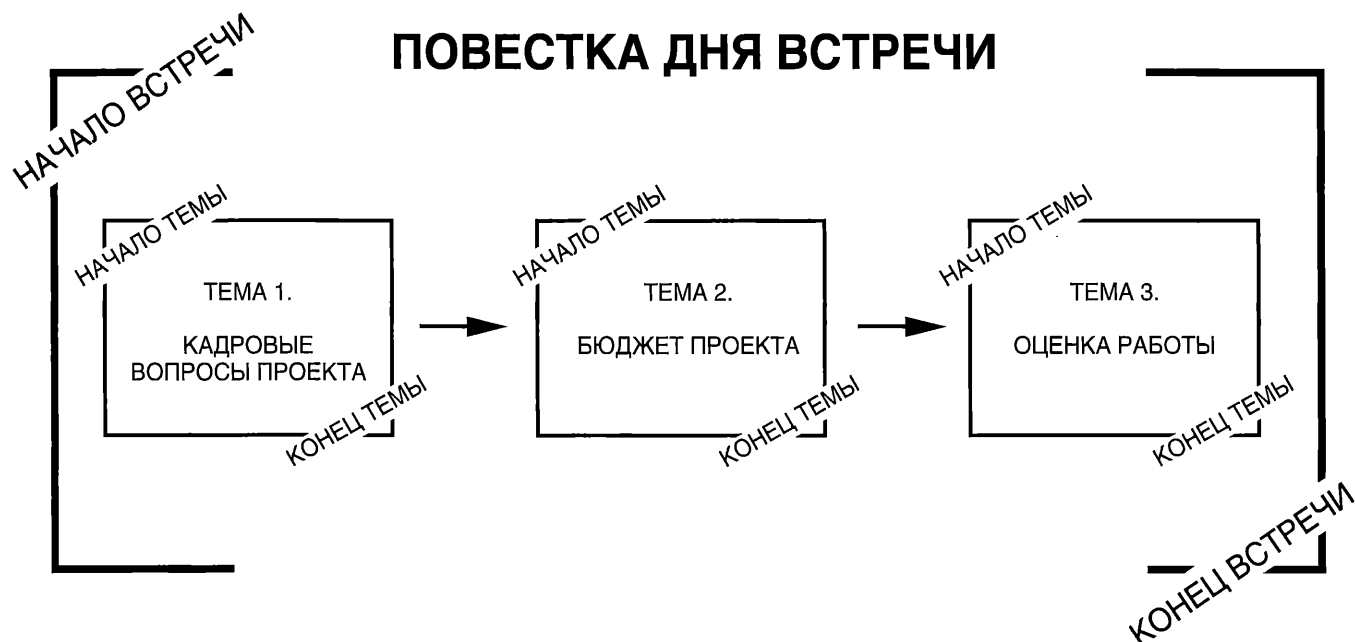 ПОВЕСТКА ДНЯ ВСТРЕЧИ
НАЧАЛО ВСТРЕЧИ
НАЧАЛО ТЕМЫ
ТЕМА 1.
КАДРОВЫЕ
ВОПРОСЫ ПРОЕКТА
КОНЕЦ ТЕМЫ
НАЧАЛО ТЕМЫ
ТЕМА 2.
БЮДЖЕТ ПРОЕКТА
КОНЕЦ ТЕМЫ
НАЧАЛО ТЕМЫ
ТЕМА 3.
ОЦЕНКА РАБОТЫ
КОНЕЦ ТЕМЫ
КОНЕЦ ВСТРЕЧИ